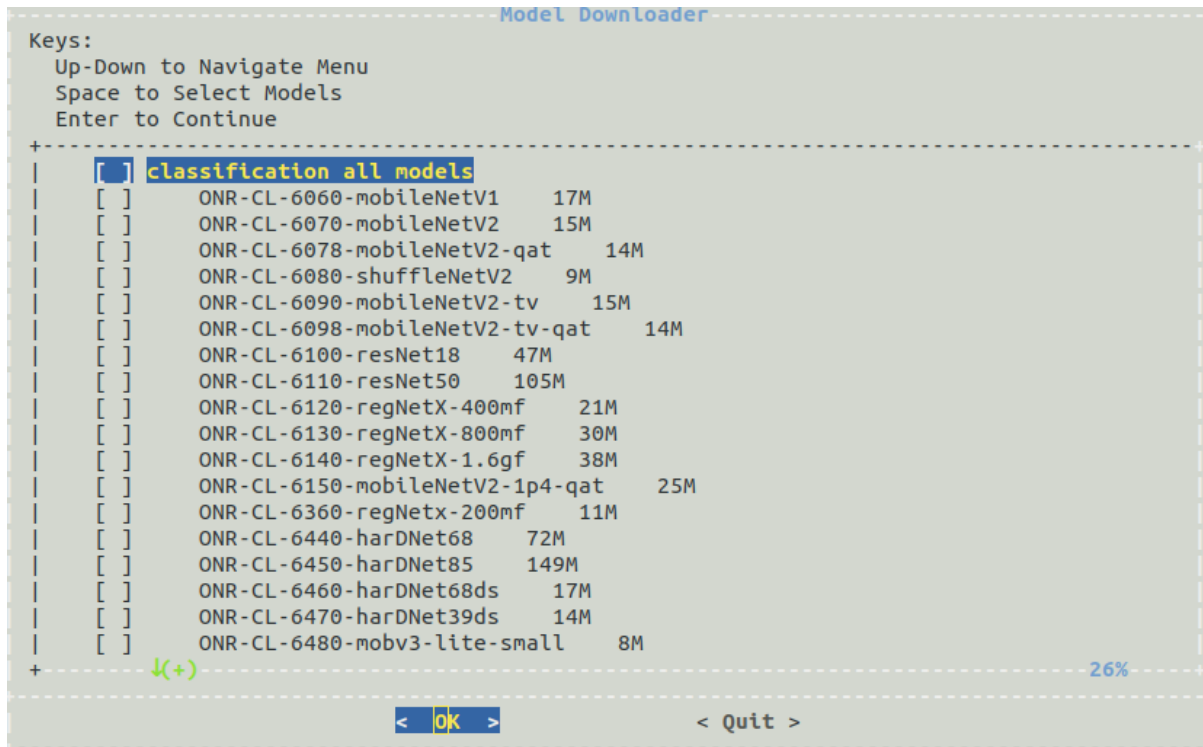 Model Downloader
Keys:
Up-Down to Navigate Menu
Space to Select Models
Enter to Continue
[ ] classification all models
[ ] ONR-CL-6060-mobileNetV1 17M
[ ] ONR-CL-6070-mobileNetV2 15M
[ ] ONR-CL-6078-mobileNetV2-qat 14M
[ ] ONR-CL-6080-shuffleNetV2 9M
[ ] ONR-CL-6090-mobileNetV2-tv 15M
[ ] ONR-CL-6098-mobileNetV2-tv-qat 14M
[ ] ONR-CL-6100-resNet18 47M
[ ] ONR-CL-6110-resNet50 105M
[ ] ONR-CL-6120-regNetX-400mf 21M
[ ] ONR-CL-6130-regNetX-800mf 30M
[ ] ONR-CL-6140-regNetX-1.6gf 38M
[ ] ONR-CL-6150-mobileNetV2-1p4-qat 25M
[ ] ONR-CL-6360-regNetx-200mf 11M
[ ] ONR-CL-6440-harDNet68 72M
[ ] ONR-CL-6450-harDNet85 149M
[ ] ONR-CL-6460-harDNet68ds 17M
[ ] ONR-CL-6470-harDNet39ds 14M
[ ] ONR-CL-6480-mobv3-lite-small 8M
↓(+) 26%
< OK > < Quit >